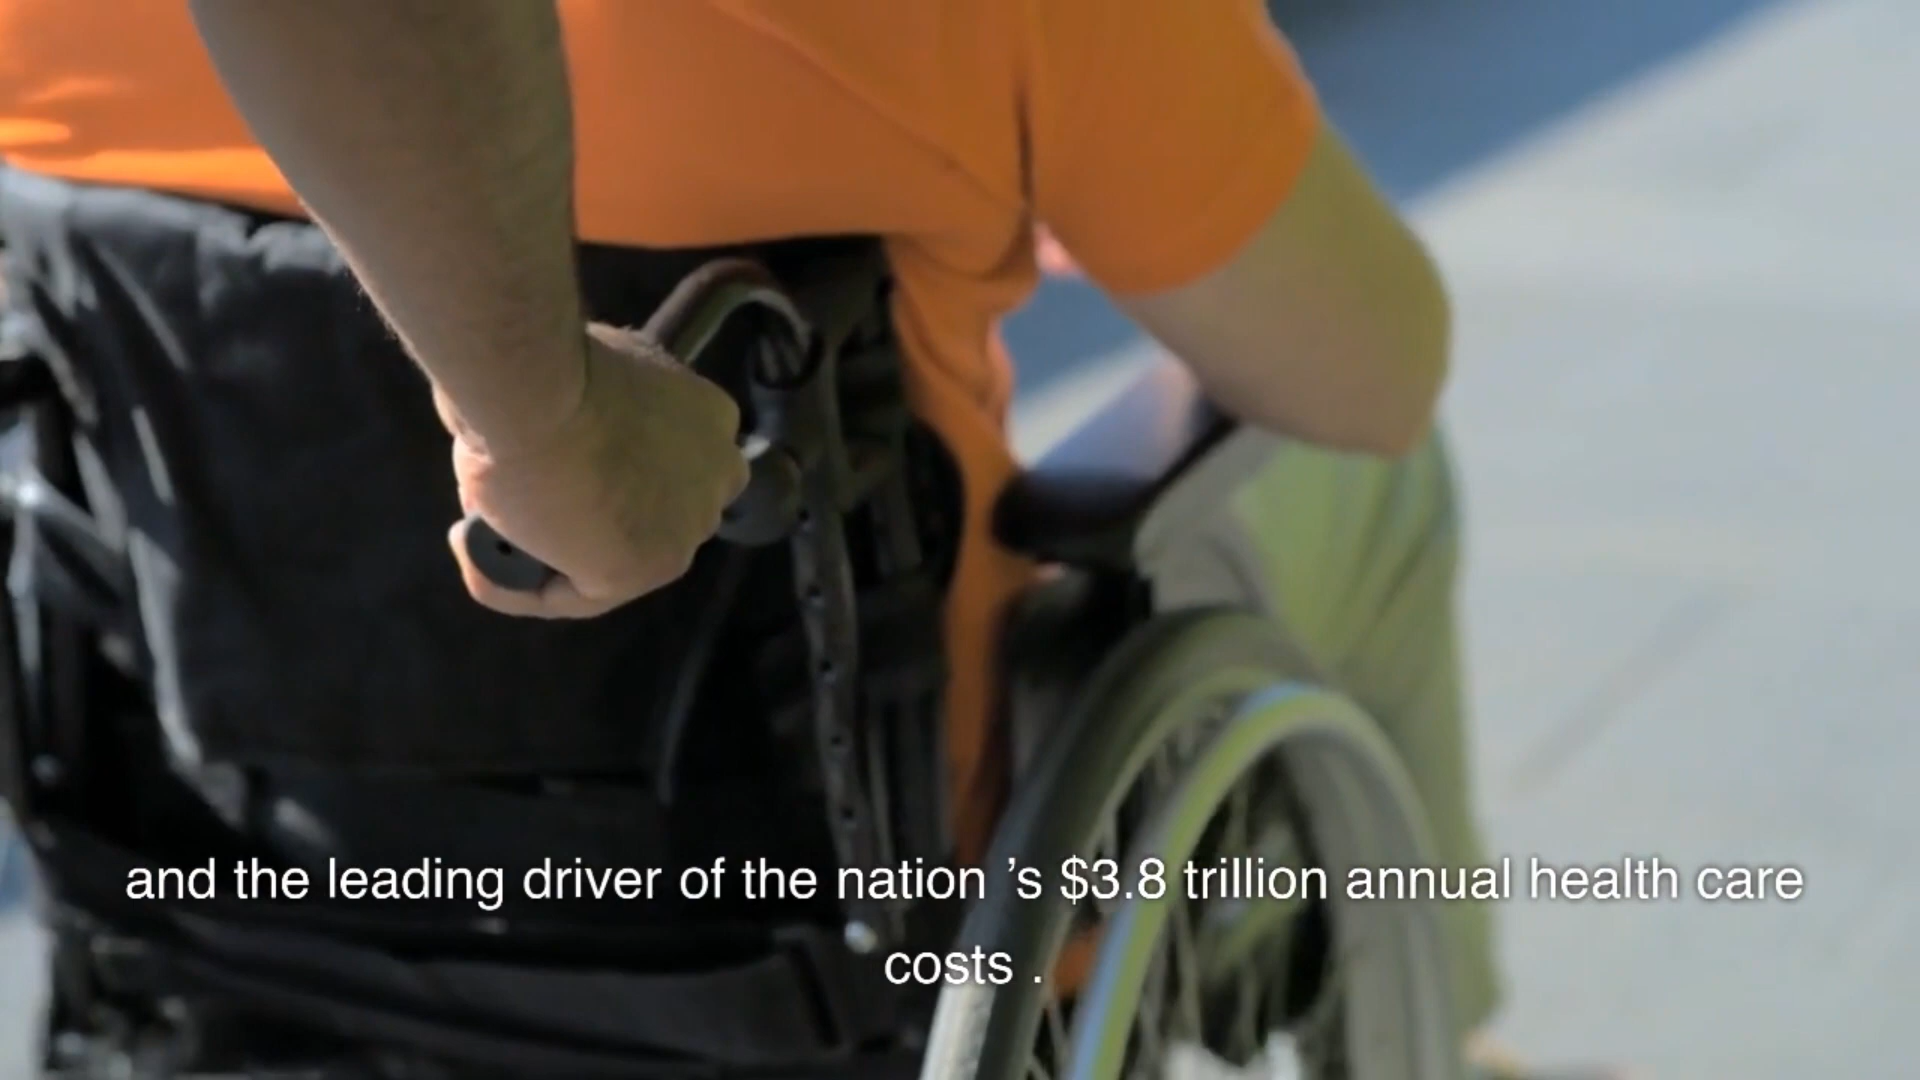 and the leading driver of the nation ’s $3.8 trillion annual health care
costs .